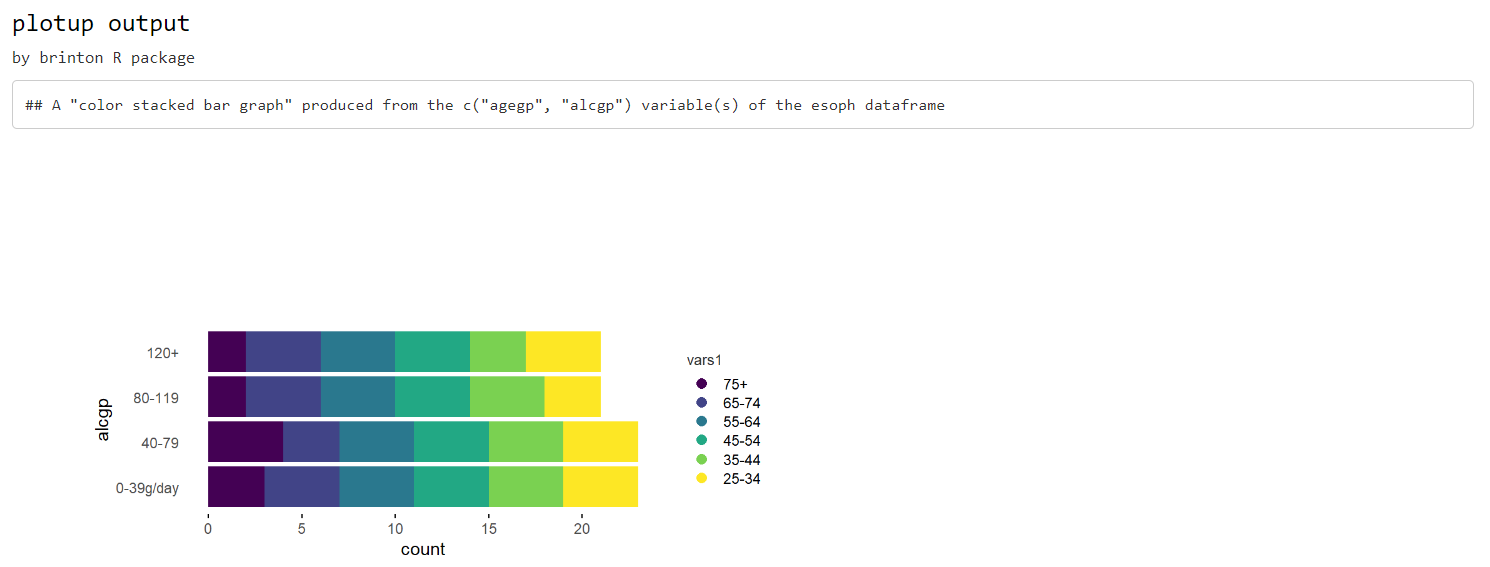 plotup output
by brinton R package
## A "color stacked bar graph" produced from the c("agegp", "alcgp") variable(s) of the esoph dataframe
alcgp
120+
80-119
40-79
0-39g/day
0 5 10 15 20
count
vars1
75+
65-74
55-64
45-54
35-44
25-34